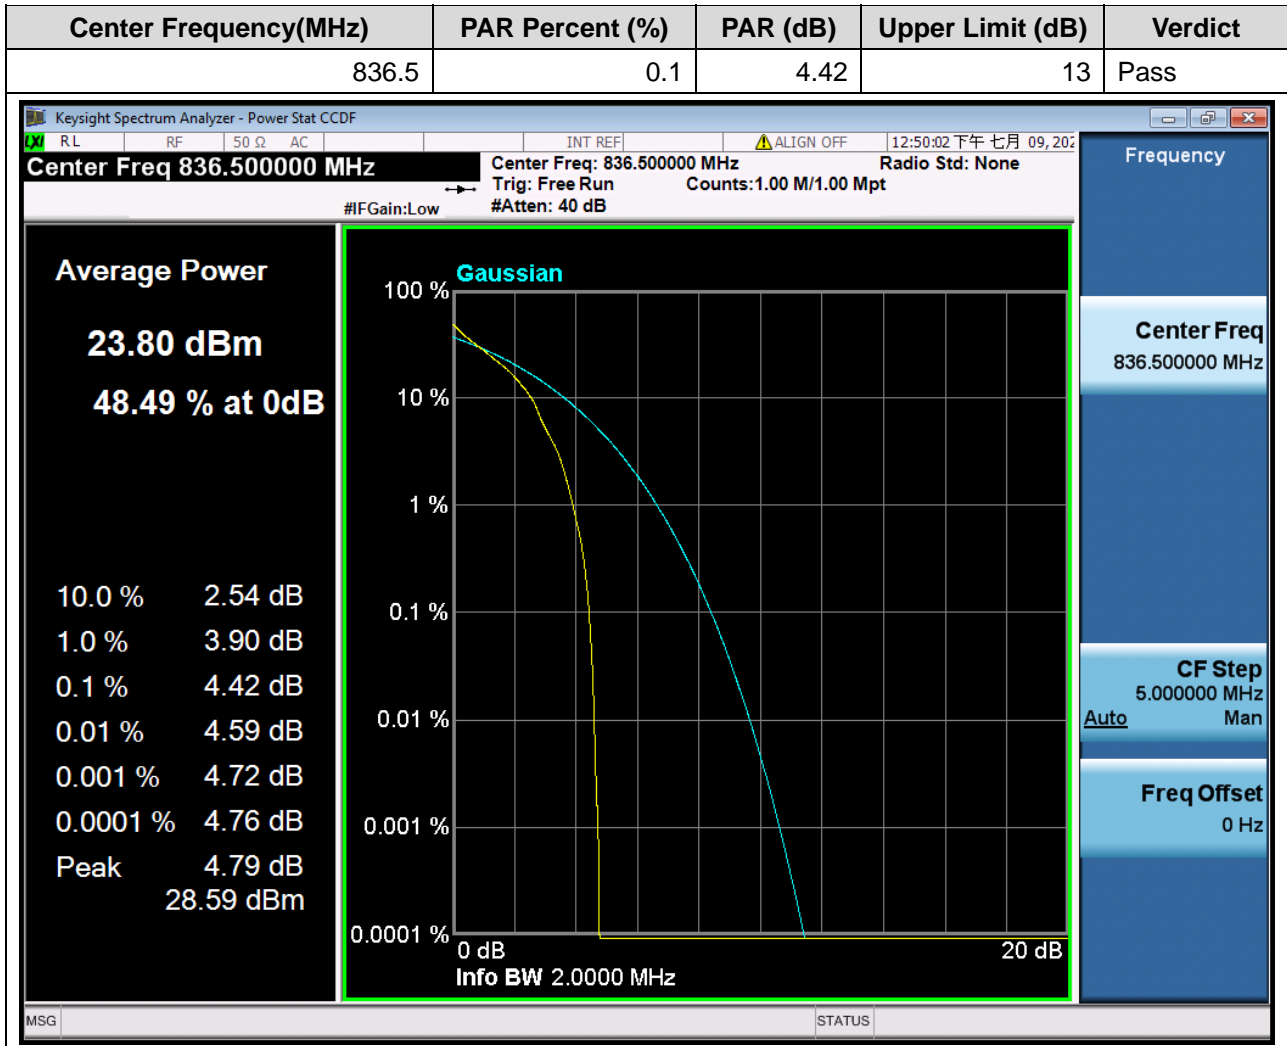 Center Frequency(MHz) PAR Percent (%) PAR (dB) Upper Limit (dB) Verdict
836.5 0.1 4.42 13 Pass
Keysight Spectrum Analyzer - Power Stat CCDF
LXI RL RF 50 Ω AC INT REF ALIGN OFF 12:50:02下午 七月 09, 202
Center Freq 836.500000 MHz
#IFGain:Low
Center Freq: 836.500000 MHz Radio Std: None
Trig: Free Run Counts:1.00 M/1.00 Mpt
#Atten: 40 dB
Average Power
23.80 dBm
48.49 % at 0dB
10.0 % 2.54 dB
1.0 % 3.90 dB
0.1 % 4.42 dB
0.01 % 4.59 dB
0.001 % 4.72 dB
0.0001 % 4.76 dB
Peak 4.79 dB
28.59 dBm
Gaussian
100 %
10 %
1 %
0.1 %
0.01 %
0.001 %
0.0001 %
0 dB 20 dB
Info BW 2.0000 MHz
Frequency
Center Freq
836.500000 MHz
CF Step
5.000000 MHz
Auto Man
Freq Offset
0 Hz
MSG STATUS